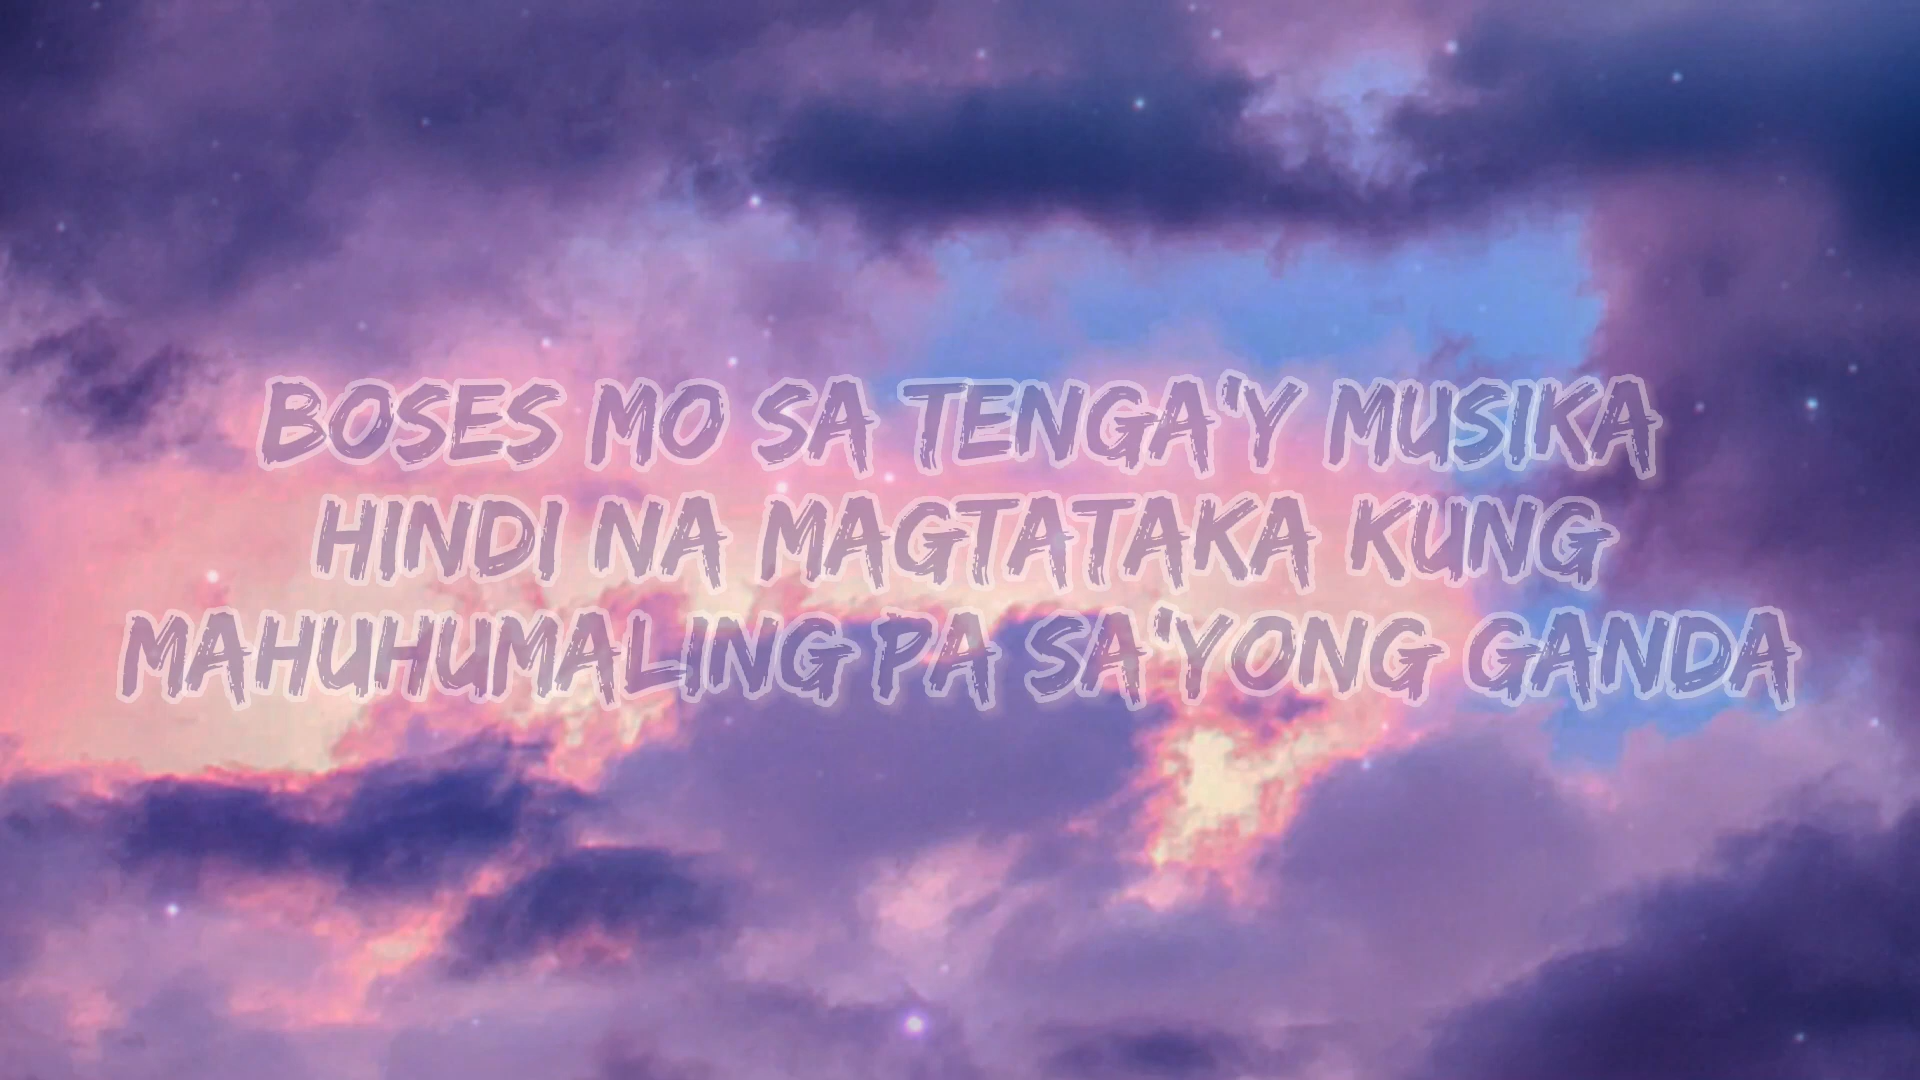 BOSES MO SA TENGA'Y MUSIKA
HINDI NA MAGTATAKA KUNG
MAHUHUMALING PA SA'YONG GANDA